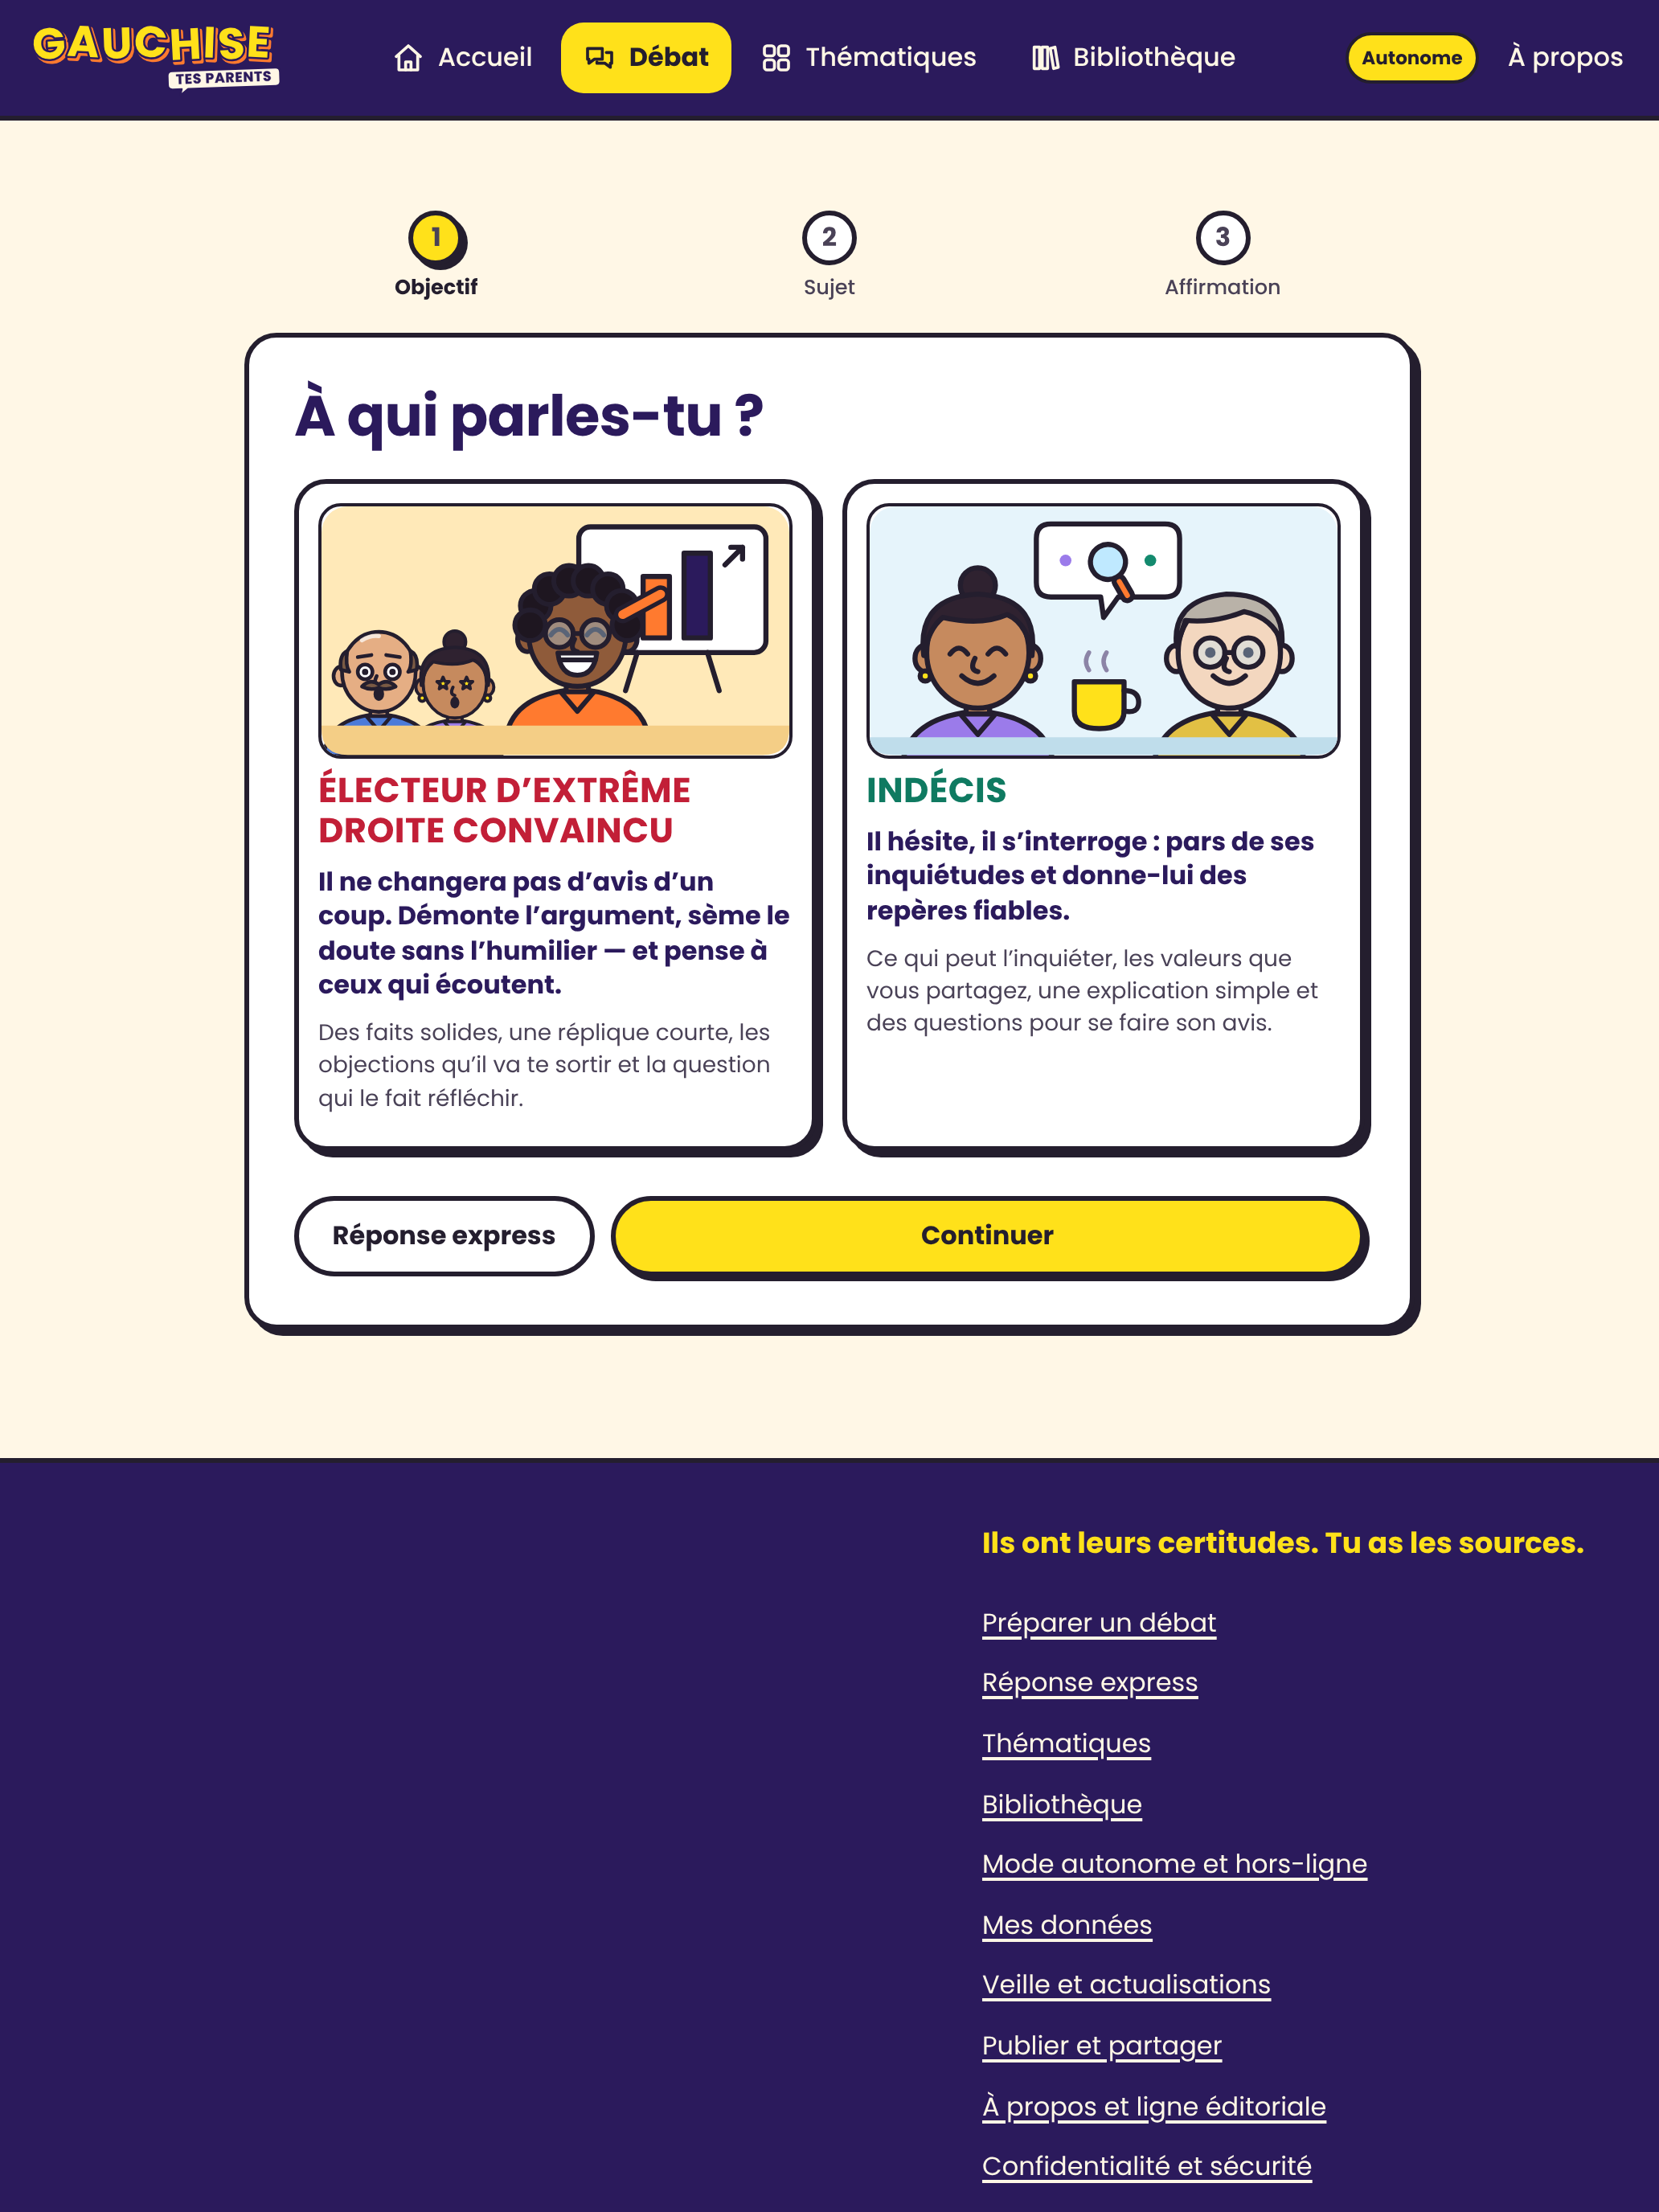 GAUCHISE
TES PARENTS
Accueil
Débat
Thématiques
Bibliothèque
Autonome
À propos
1
Objectif
2
Sujet
3
Affirmation
À qui parles-tu ?
ÉLECTEUR D’EXTRÊME
DROITE CONVAINCU
Il ne changera pas d’avis d’un
coup. Démonte l’argument, sème le
doute sans l’humilier — et pense à
ceux qui écoutent.
Des faits solides, une réplique courte, les
objections qu’il va te sortir et la question
qui le fait réfléchir.
INDÉCIS
Il hésite, il s’interroge : pars de ses
inquiétudes et donne-lui des
repères fiables.
Ce qui peut l’inquiéter, les valeurs que
vous partagez, une explication simple et
des questions pour se faire son avis.
Réponse express
Continuer
Ils ont leurs certitudes. Tu as les sources.
Préparer un débat
Réponse express
Thématiques
Bibliothèque
Mode autonome et hors-ligne
Mes données
Veille et actualisations
Publier et partager
À propos et ligne éditoriale
Confidentialité et sécurité